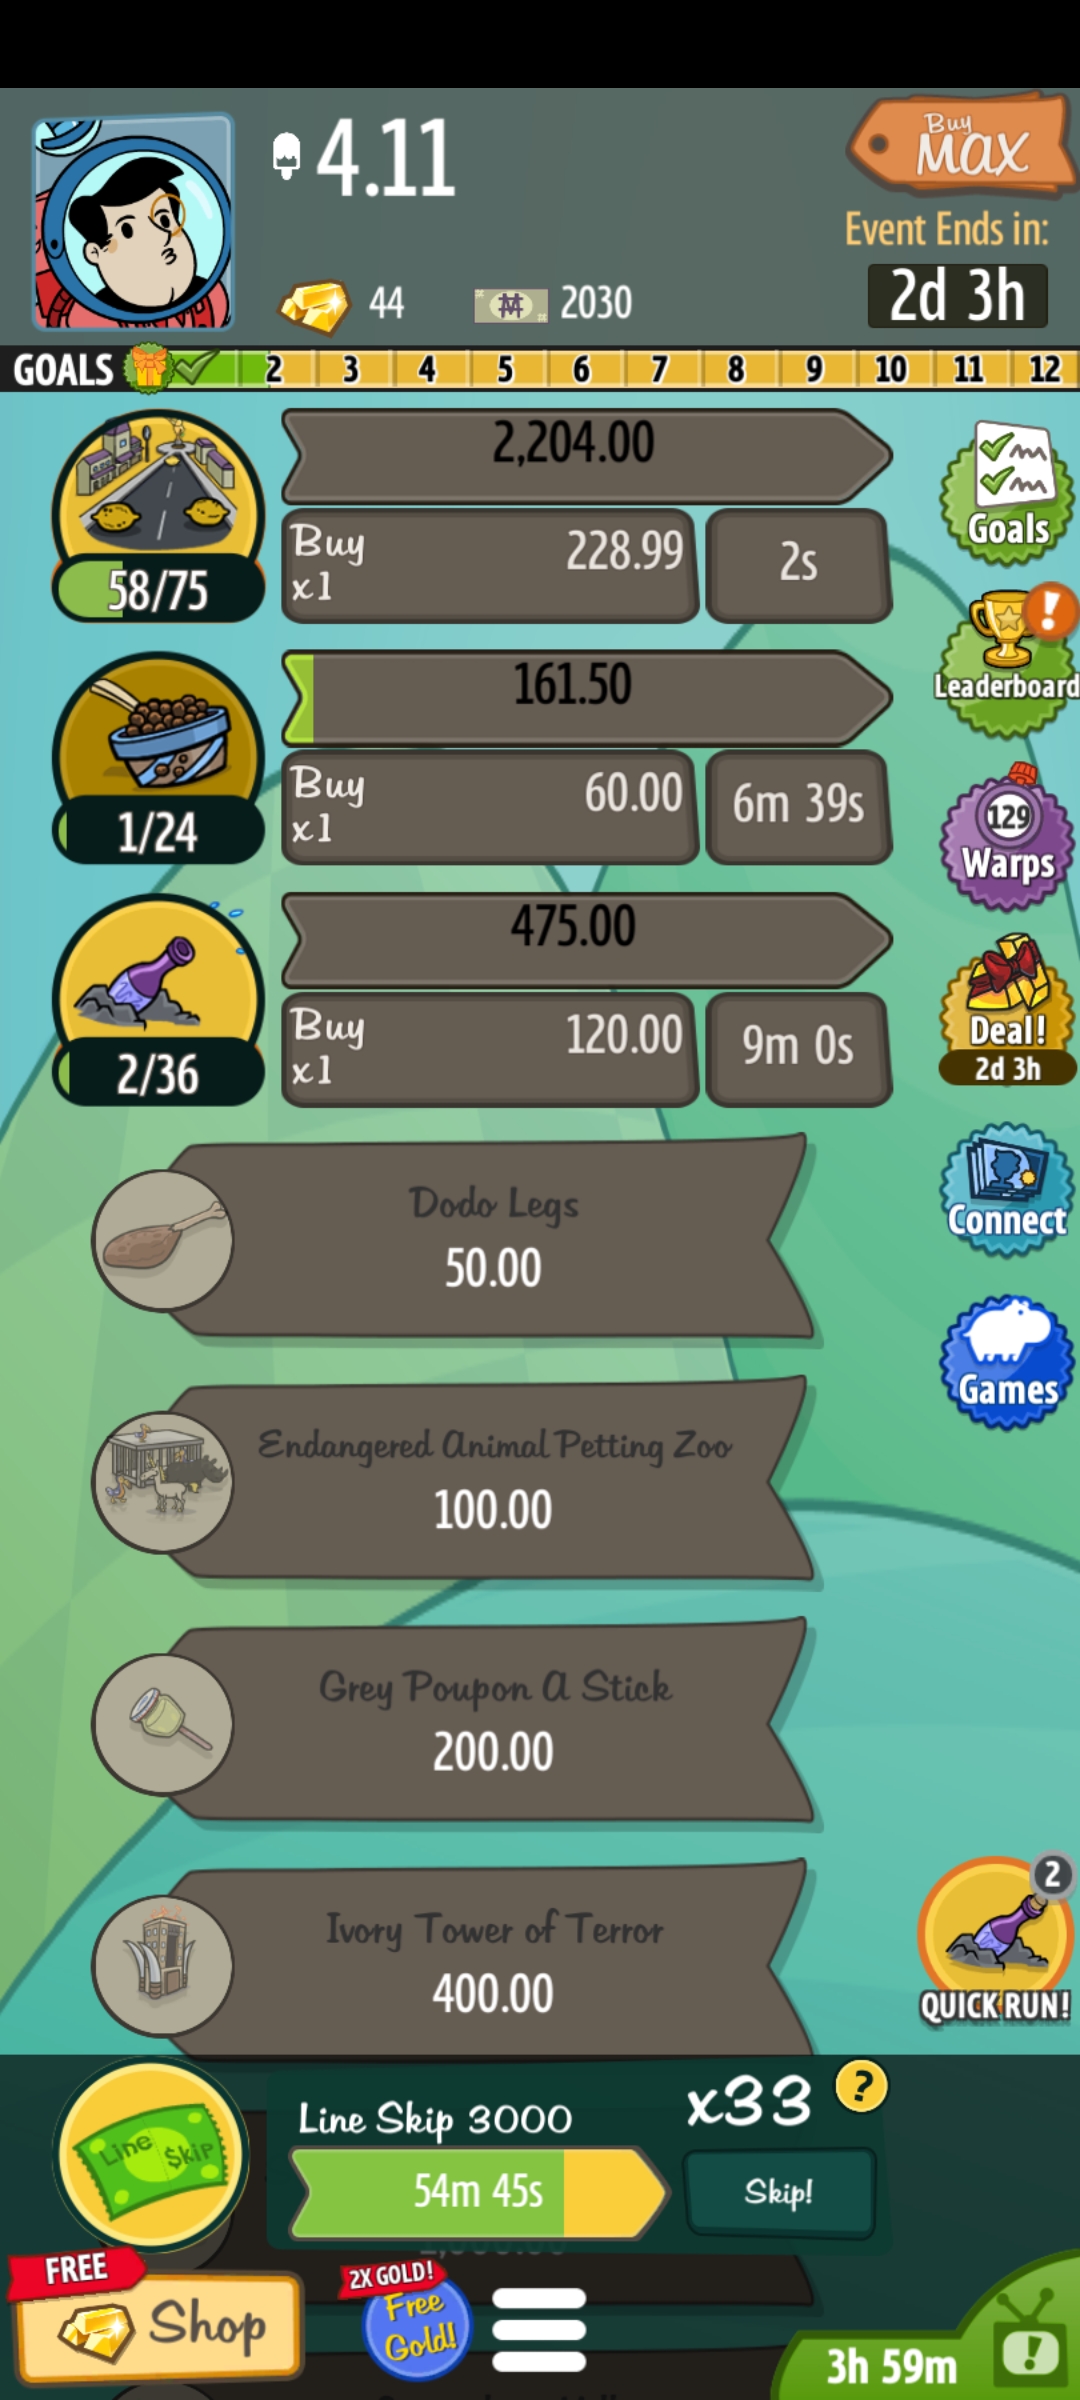 4.11
Buy
MAX
Event Ends in:
44
2030
2d 3h
GOALS 2 3 4 5 6 7 8 9 10 11 12
2,204.00
Buy
x1
228.99
2s
58/75
Goals
161.50
Buy
x1
60.00
6m 39s
1/24
Leaderboard
475.00
Buy
x1
120.00
9m 0s
2/36
129
Warps
Deal!
2d 3h
Dodo Legs
50.00
Connect
Endangered Animal Petting Zoo
100.00
Games
Grey Poupon A Stick
200.00
Ivory Tower of Terror
400.00
2
QUICK RUN!
Line $kip
Line Skip 3000
x33
?
54m 45s
Skip!
FREE
Shop
2X GOLD!
Free
Gold!
3h 59m